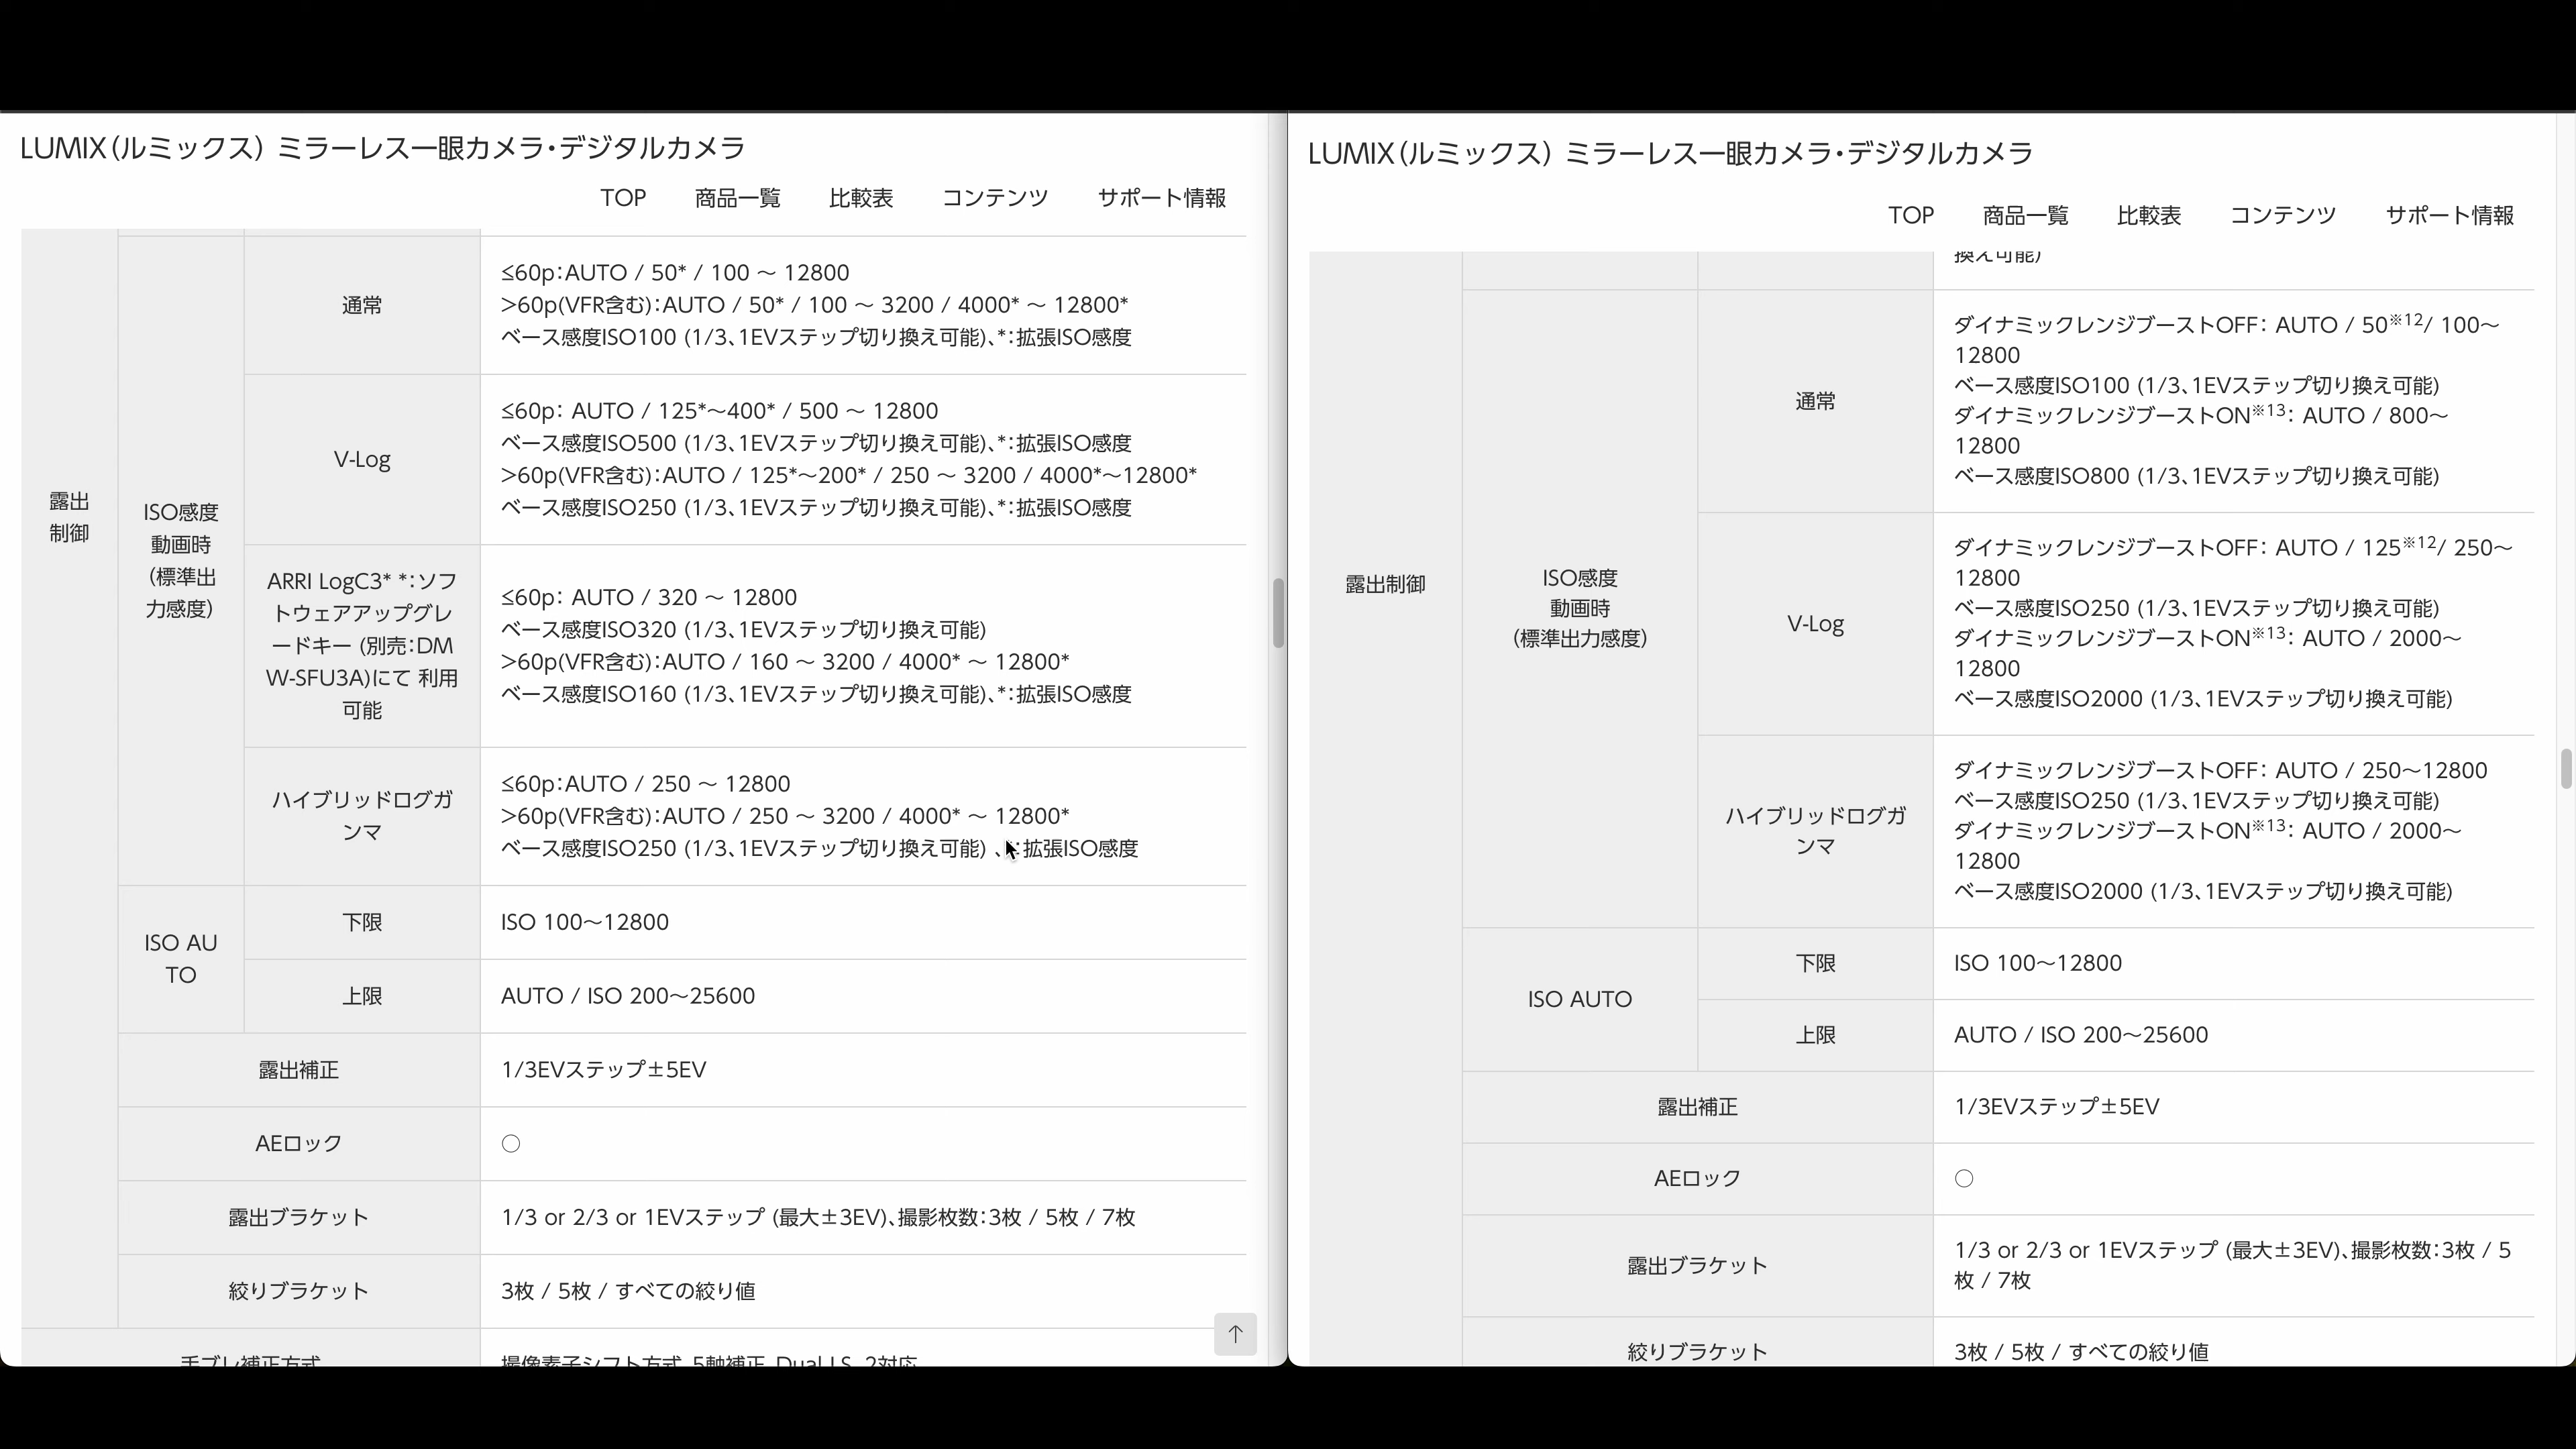 LUMIX（ルミックス） ミラーレス一眼カメラ・デジタルカメラ
TOP 商品一覧 比較表 コンテンツ サポート情報
露出
制御
ISO感度
動画時
（標準出
力感度）
通常
≤60p：AUTO / 50* / 100 ～ 12800
>60p(VFR含む)：AUTO / 50* / 100 ～ 3200 / 4000* ～ 12800*
ベース感度ISO100 (1/3、1EVステップ切り換え可能)、*：拡張ISO感度
V-Log
≤60p： AUTO / 125*～400* / 500 ～ 12800
ベース感度ISO500 (1/3、1EVステップ切り換え可能)、*：拡張ISO感度
>60p(VFR含む)：AUTO / 125*～200* / 250 ～ 3200 / 4000*～12800*
ベース感度ISO250 (1/3、1EVステップ切り換え可能)、*：拡張ISO感度
ARRI LogC3* *：ソフ
トウェアアップグレ
ードキー (別売：DM
W-SFU3A)にて 利用
可能
≤60p： AUTO / 320 ～ 12800
ベース感度ISO320 (1/3、1EVステップ切り換え可能)
>60p(VFR含む)：AUTO / 160 ～ 3200 / 4000* ～ 12800*
ベース感度ISO160 (1/3、1EVステップ切り換え可能)、*：拡張ISO感度
ハイブリッドログガ
ンマ
≤60p：AUTO / 250 ～ 12800
>60p(VFR含む)：AUTO / 250 ～ 3200 / 4000* ～ 12800*
ベース感度ISO250 (1/3、1EVステップ切り換え可能) 、：拡張ISO感度
ISO AU
TO
下限
ISO 100～12800
上限
AUTO / ISO 200～25600
露出補正
1/3EVステップ±5EV
AEロック
○
露出ブラケット
1/3 or 2/3 or 1EVステップ (最大±3EV)、撮影枚数：3枚 / 5枚 / 7枚
絞りブラケット
3枚 / 5枚 / すべての絞り値
手ブレ補正方式
撮像素子シフト方式、5軸補正、Dual I.S. 2対応
LUMIX（ルミックス） ミラーレス一眼カメラ・デジタルカメラ
TOP 商品一覧 比較表 コンテンツ サポート情報
換え可能)
露出制御
ISO感度
動画時
（標準出力感度）
通常
ダイナミックレンジブーストOFF： AUTO / 50※12/ 100～
12800
ベース感度ISO100 (1/3、1EVステップ切り換え可能)
ダイナミックレンジブーストON※13： AUTO / 800～
12800
ベース感度ISO800 (1/3、1EVステップ切り換え可能)
V-Log
ダイナミックレンジブーストOFF： AUTO / 125※12/ 250～
12800
ベース感度ISO250 (1/3、1EVステップ切り換え可能)
ダイナミックレンジブーストON※13： AUTO / 2000～
12800
ベース感度ISO2000 (1/3、1EVステップ切り換え可能)
ハイブリッドログガ
ンマ
ダイナミックレンジブーストOFF： AUTO / 250～12800
ベース感度ISO250 (1/3、1EVステップ切り換え可能)
ダイナミックレンジブーストON※13： AUTO / 2000～
12800
ベース感度ISO2000 (1/3、1EVステップ切り換え可能)
ISO AUTO
下限
ISO 100～12800
上限
AUTO / ISO 200～25600
露出補正
1/3EVステップ±5EV
AEロック
○
露出ブラケット
1/3 or 2/3 or 1EVステップ (最大±3EV)、撮影枚数：3枚 / 5
枚 / 7枚
絞りブラケット
3枚 / 5枚 / すべての絞り値